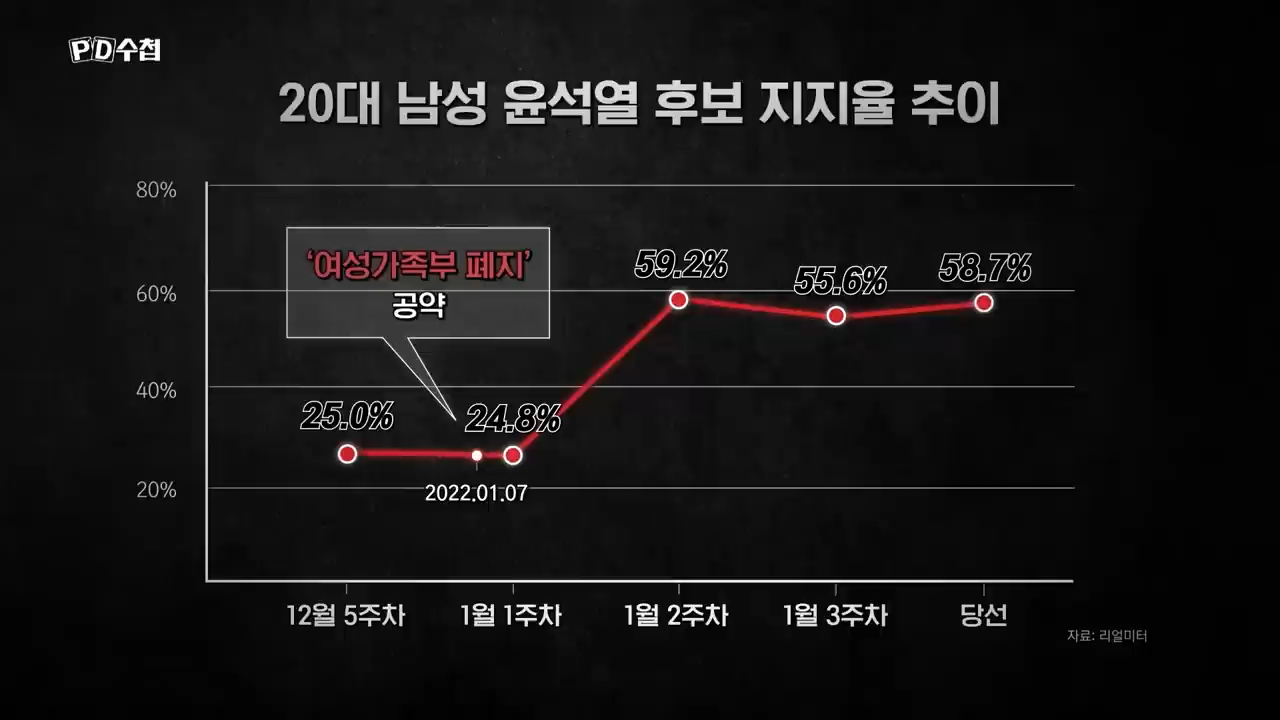 PD수첩
20대 남성 윤석열 후보 지지율 추이
80%
60%
40%
20%
'여성가족부 폐지'
공약
25.0%
24.8%
59.2%
55.6%
58.7%
2022.01.07
12월 5주차
1월 1주차
1월 2주차
1월 3주차
당선
자료: 리얼미터